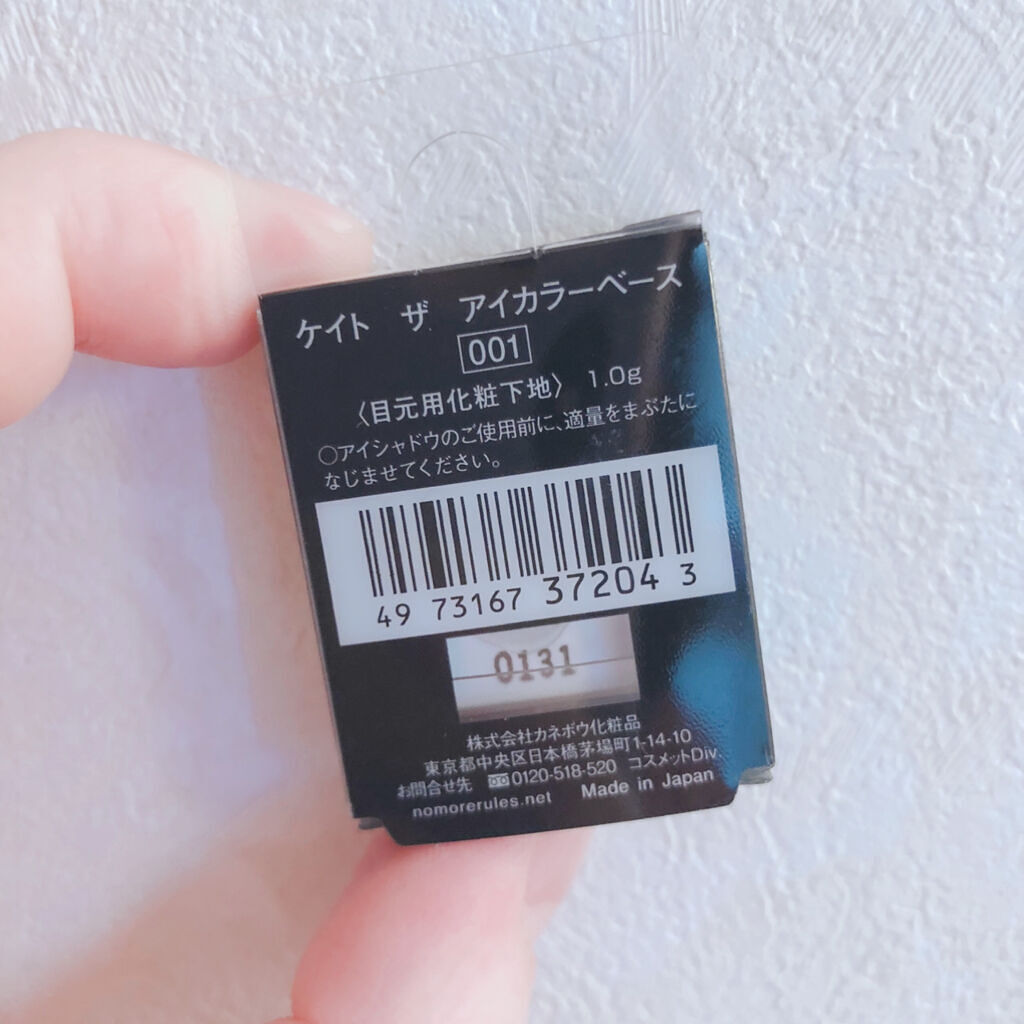 ケイト ザ アイカラーベース
001
〈目元用化粧下地〉 1.0g
○アイシャドウのご使用前に、適量をまぶたに
なじませてください。
49 73167 37204 3
0131
株式会社カネボウ化粧品
東京都中央区日本橋茅場町1-14-10
お問合せ先 0120-518-520 コスメットDiv.
nomorerules.net Made in Japan